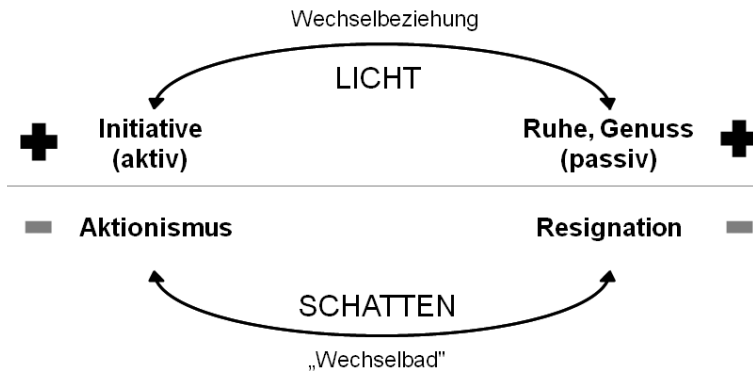 Wechselbeziehung
LICHT
Initiative
(aktiv)
Ruhe, Genuss
(passiv)
Aktionismus
Resignation
SCHATTEN
„Wechselbad"